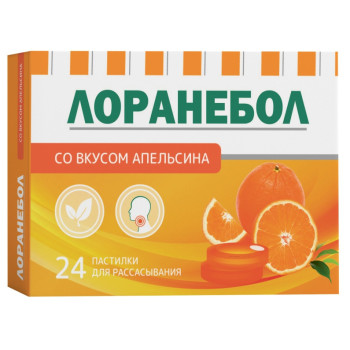 ЛОРАНЕБОЛ
СО ВКУСОМ АПЕЛЬСИНА
24 ПАСТИЛКИ
ДЛЯ РАССАСЫВАНИЯ
ЛОРАНЕБОЛ